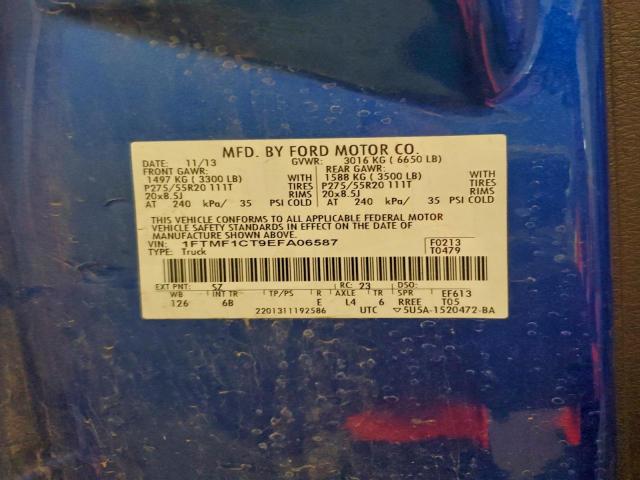 MFD. BY FORD MOTOR CO.
DATE: 11/13 GVWR: 3016 KG ( 6650 LB)
FRONT GAWR: REAR GAWR:
1497 KG ( 3300 LB) WITH 1588 KG ( 3500 LB) WITH
P275/55R20 111T TIRES P275/55R20 111T TIRES
20x8.5J 20x8.5J
AT 240 kPa/ 35 PSI COLD AT 240 kPa/ 35 PSI COLD
THIS VEHICLE CONFORMS TO ALL APPLICABLE FEDERAL MOTOR
VEHICLE SAFETY STANDARDS IN EFFECT ON THE DATE OF
MANUFACTURE SHOWN ABOVE.
VIN: 1FTMF1CT9EFA06587 F0213
TYPE: Truck T0479
EXT PNT: SZ RC: 23 DSO:
WB INT TR TP/PS R AXLE TR SPR EF613
126 6B E L4 6 RREE T05
2201311192586 UTC ▽5U5A-1520472-BA